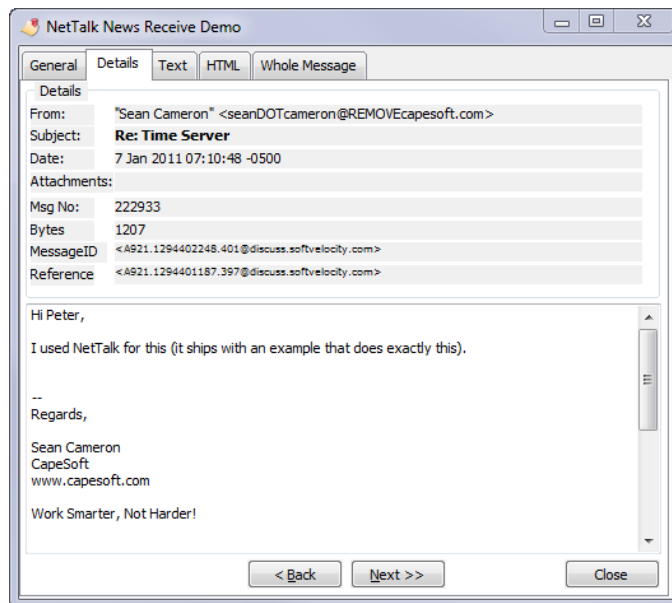 NetTalk News Receive Demo
General Details Text HTML Whole Message
Details
From: "Sean Cameron" <seanDOTcameron@REMOVEcapesoft.com>
Subject: Re: Time Server
Date: 7 Jan 2011 07:10:48 -0500
Attachments:
Msg No: 222933
Bytes 1207
MessageID <A921.1294402248.401@discuss.softvelocity.com>
Reference <A921.1294401187.397@discuss.softvelocity.com>
Hi Peter,
I used NetTalk for this (it ships with an example that does exactly this).
--
Regards,
Sean Cameron
CapeSoft
www.capesoft.com
Work Smarter, Not Harder!
< Back Next >> Close